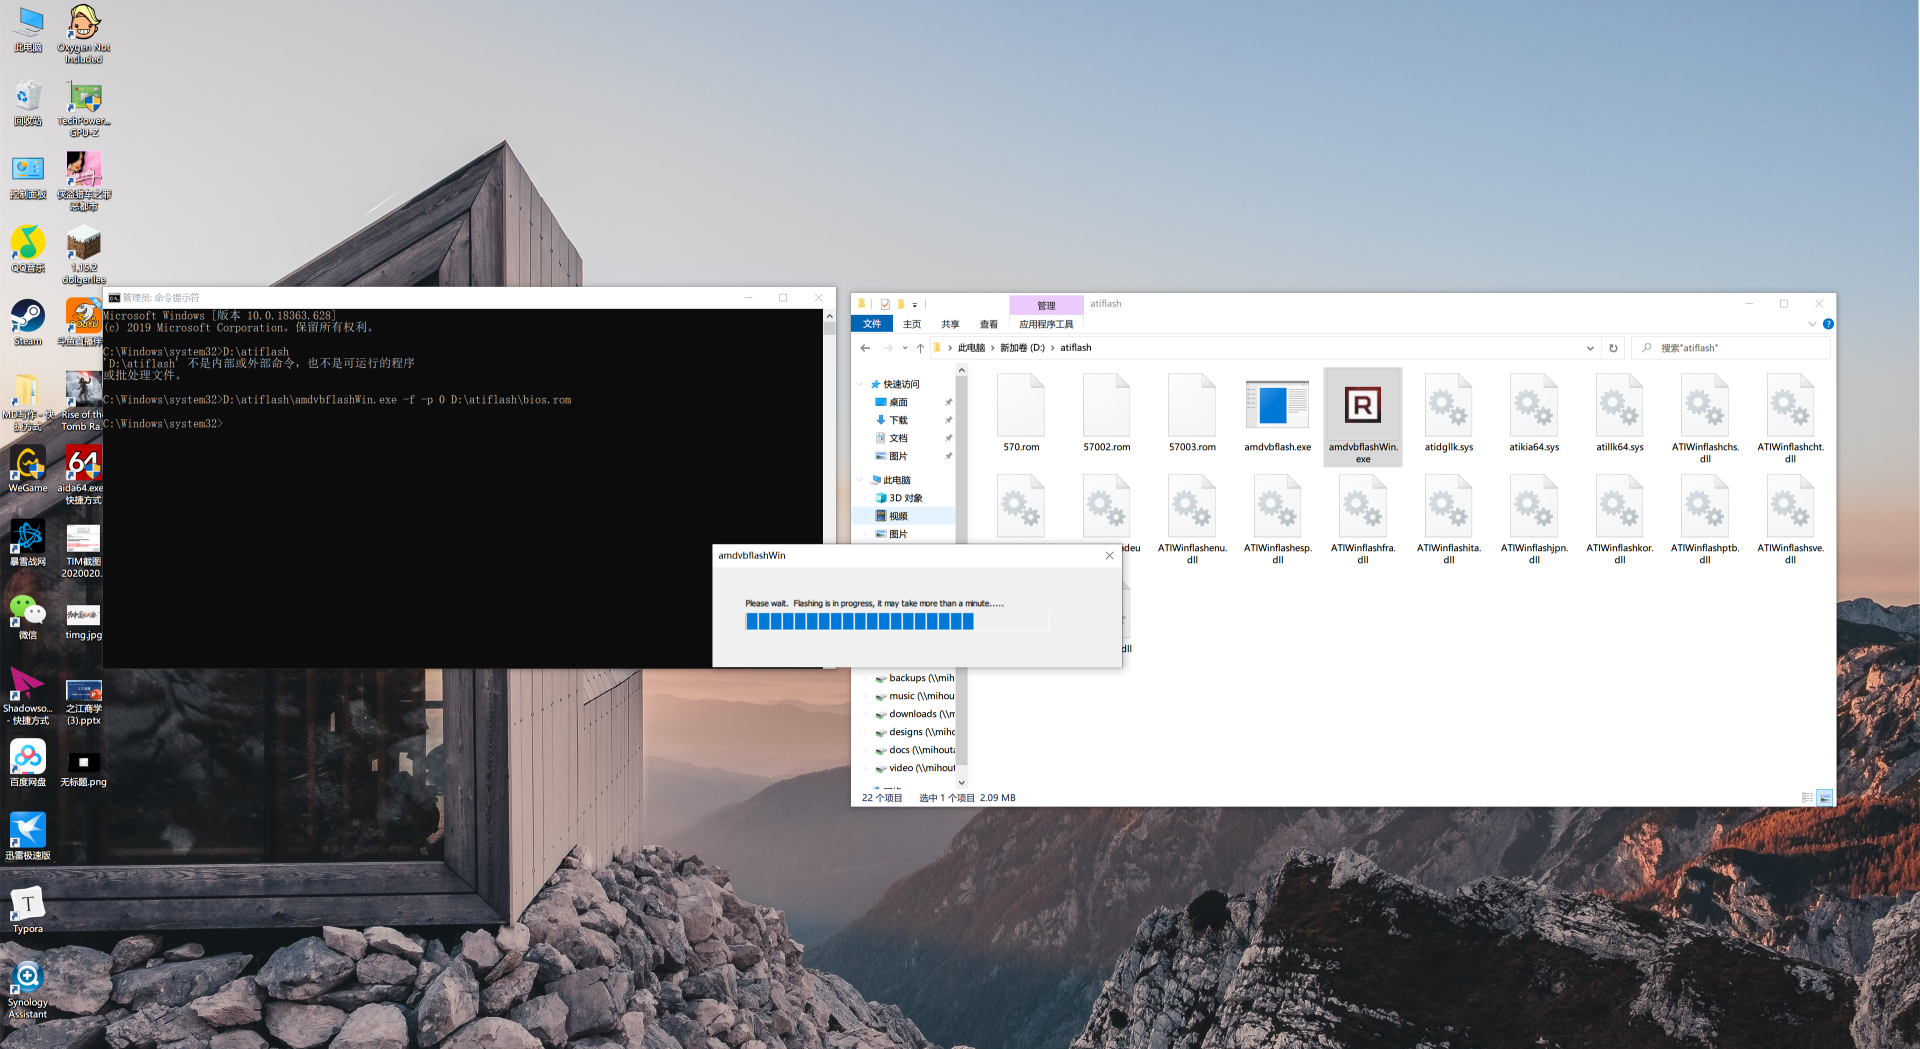 此电脑
Oxygen Not
Included
回收站
TechPower...
GPU-Z
控制面板
侠盗猎车之罪
恶都市
QQ音乐
1.15.2
dolgenlee
Steam
斗鱼直播伴
MD写作 - 快
捷方式
Rise of the
Tomb Ra...
WeGame
aida64.exe
快捷方式
暴雪战网
TIM截图
2020020...
微信
timg.jpg
Shadowso...
- 快捷方式
之江商学
(3).pptx
百度网盘
无标题.png
迅雷极速版
Typora
Synology
Assistant
管理员: 命令提示符
Microsoft Windows [版本 10.0.18363.628]
(c) 2019 Microsoft Corporation。保留所有权利。
C:\Windows\system32>D:\atiflash
'D:\atiflash' 不是内部或外部命令，也不是可运行的程序
或批处理文件。
C:\Windows\system32>D:\atiflash\amdvbflashWin.exe -f -p 0 D:\atiflash\bios.rom
C:\Windows\system32>
amdvbflashWin
Please wait.  Flashing is in progress, it may take more than a minute.....
管理
atiflash
文件
主页
共享
查看
应用程序工具
此电脑 > 新加卷 (D:) > atiflash
搜索"atiflash"
快速访问
桌面
下载
文档
图片
此电脑
3D 对象
视频
图片
backups (\\mih
music (\\mihou
downloads (\\m
designs (\\mihc
docs (\\mihouta
video (\\mihout
570.rom
57002.rom
57003.rom
amdvbflash.exe
amdvbflashWin.
exe
atidgllk.sys
atikia64.sys
atillk64.sys
ATIWinflashchs.
dll
ATIWinflashcht.
dll
deu
ATIWinflashenu.
dll
ATIWinflashesp.
dll
ATIWinflashfra.
dll
ATIWinflashita.
dll
ATIWinflashjpn.
dll
ATIWinflashkor.
dll
ATIWinflashptb.
dll
ATIWinflashsve.
dll
dll
22 个项目
选中 1 个项目  2.09 MB